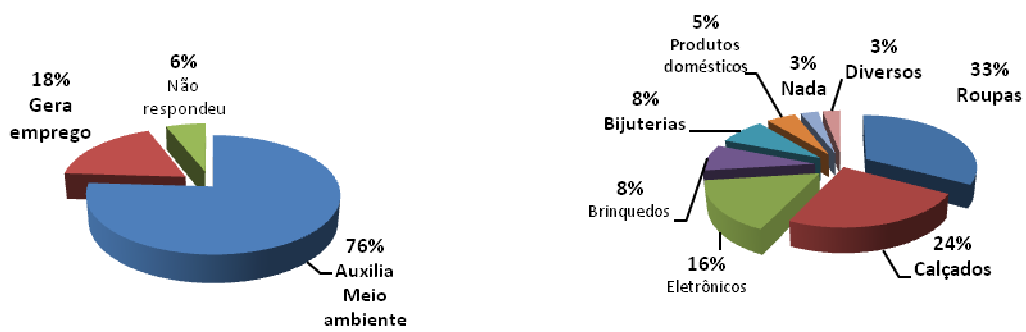 6%
Não
respondeu
18%
Gera
emprego
76%
Auxilia
Meio
ambiente
5%
Produtos
domésticos
3%
Nada
3%
Diversos
33%
Roupas
8%
Bijuterias
8%
Brinquedos
16%
Eletrônicos
24%
Calçados